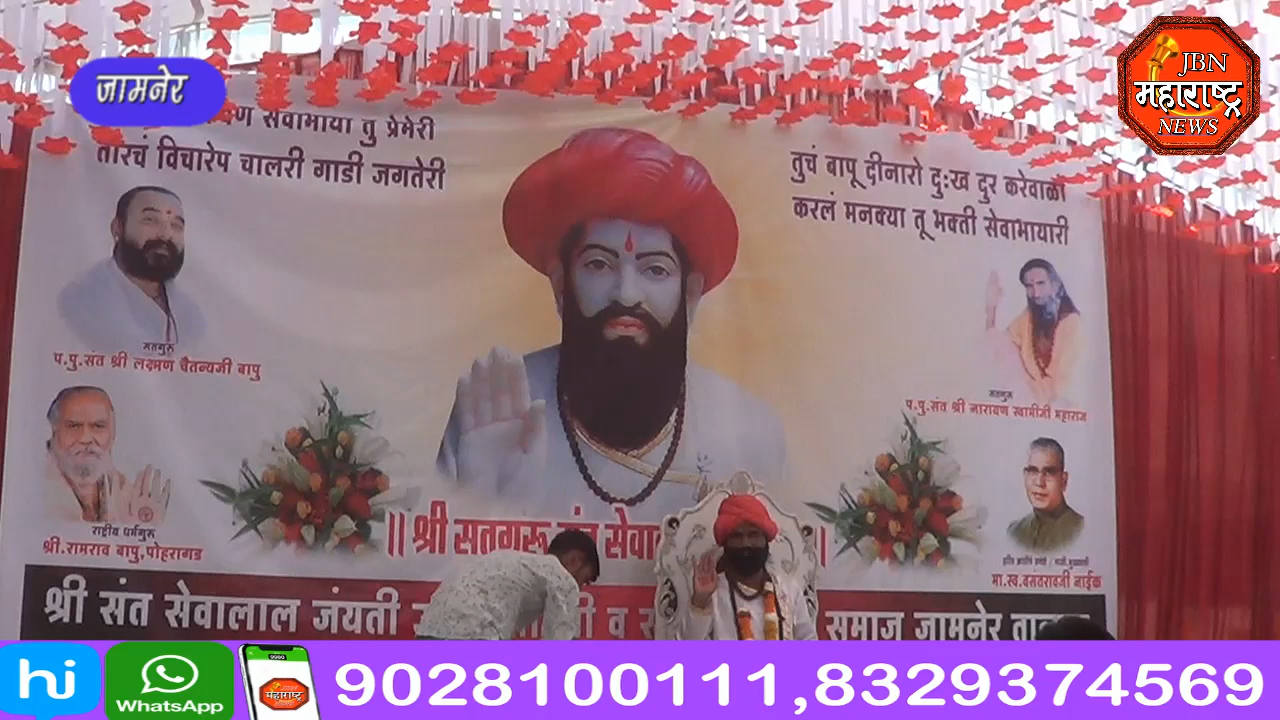 जामनेर
JBN
महाराष्ट्र
NEWS
सेवाभाया तु प्रेमेरी
तारचं विचारेप चालरी गाडी जगतेरी
तुचं बापू दीनारो दुःख दुर करेवाळा
करलं मनक्या तू भक्ती सेवाभायारी
सतगुरू
प.पु.संत श्री लक्ष्मण चैतन्यजी बापु
सतगुरू
प.पु.संत श्री नारायण स्वामीजी महाराज
राष्ट्रीय धर्मगुरू
श्री.रामराव बापु,पोहरागड
|| श्री सतगुरू संत सेवा
मा.स्व.वसंतरावजी नाईक
श्री संत सेवालाल जंयती
व
समाज जामनेर
hi
WhatsApp
महाराष्ट्र
9028100111,8329374569